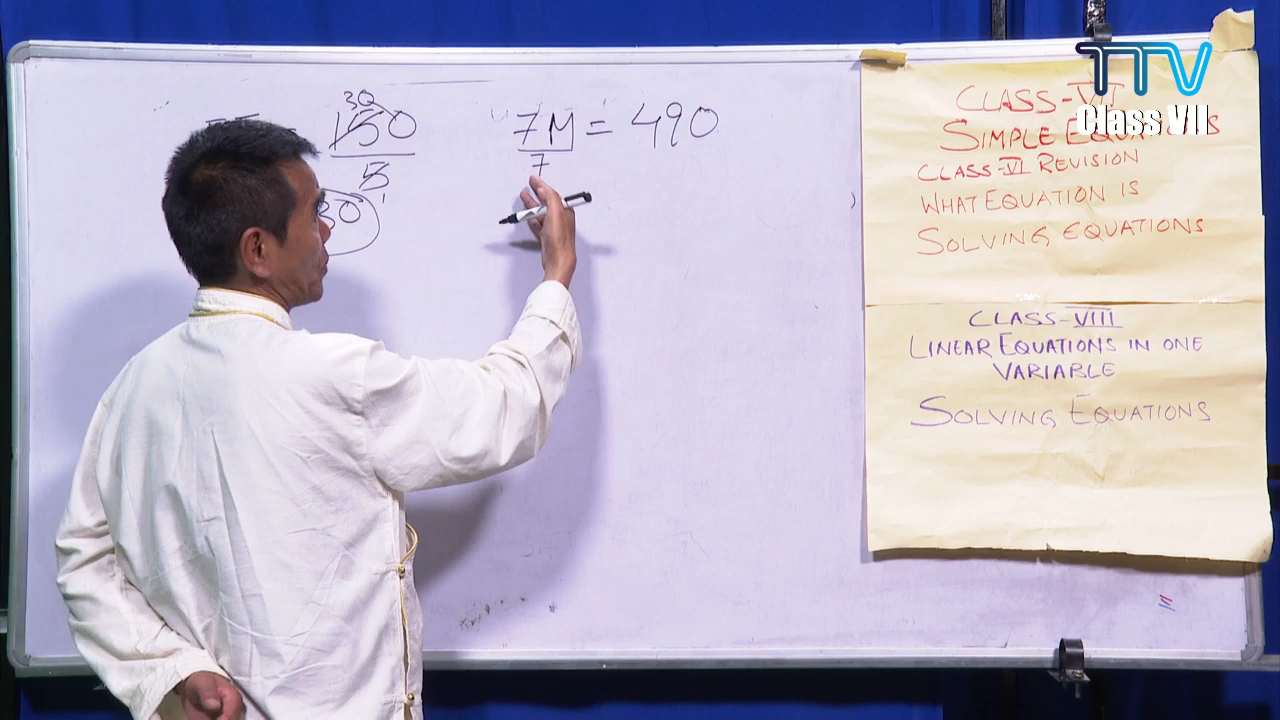 30
150
5
30
7M = 490
7
TTV
Class VII
CLASS-VII
SIMPLE EQUATIONS
CLASS-VI REVISION
WHAT EQUATION IS
SOLVING EQUATIONS
CLASS-VIII
LINEAR EQUATIONS IN ONE
VARIABLE
SOLVING EQUATIONS